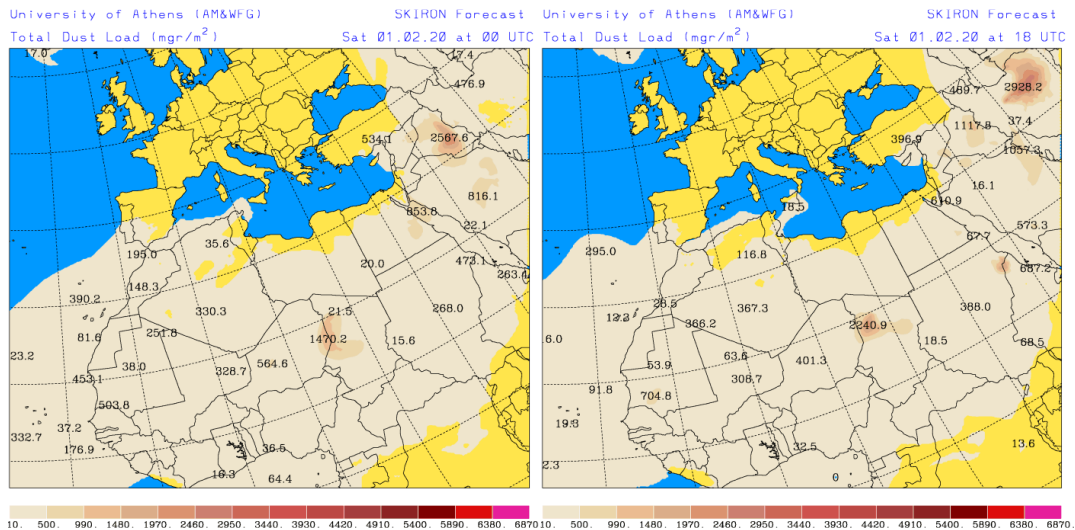 University of Athens (AM&WFG) SKIRON Forecast
Total Dust Load (mgr/m²) Sat 01.02.20 at 00 UTC
17.0 17.4
476.9
534.1 2567.6
816.1
853.8
22.1
35.6
195.0 20.0 473.1
263.4
148.3
390.2 330.3 21.5 268.0
81.6 251.8 1470.2 15.6
23.2 38.0 328.7 564.6
453.1
503.8
37.2
332.7
176.9 36.5
16.3 64.4
10. 500. 990. 1480. 1970. 2460. 2950. 3440. 3930. 4420. 4910. 5400. 5890. 6380. 6870
University of Athens (AM&WFG) SKIRON Forecast
Total Dust Load (mgr/m²) Sat 01.02.20 at 18 UTC
469.7 2928.2
37.4
1117.8
396.9
1657.3
16.1
18.5 610.9
573.3
67.7
295.0 116.8 687.2
28.5 367.3 388.0
12.2 366.2 2240.9
6.0 18.5 68.5
53.9 63.6 401.3
308.7
91.8 704.8
19.3
32.5 13.6
2.3
0
10. 500. 990. 1480. 1970. 2460. 2950. 3440. 3930. 4420. 4910. 5400. 5890. 6380. 6870